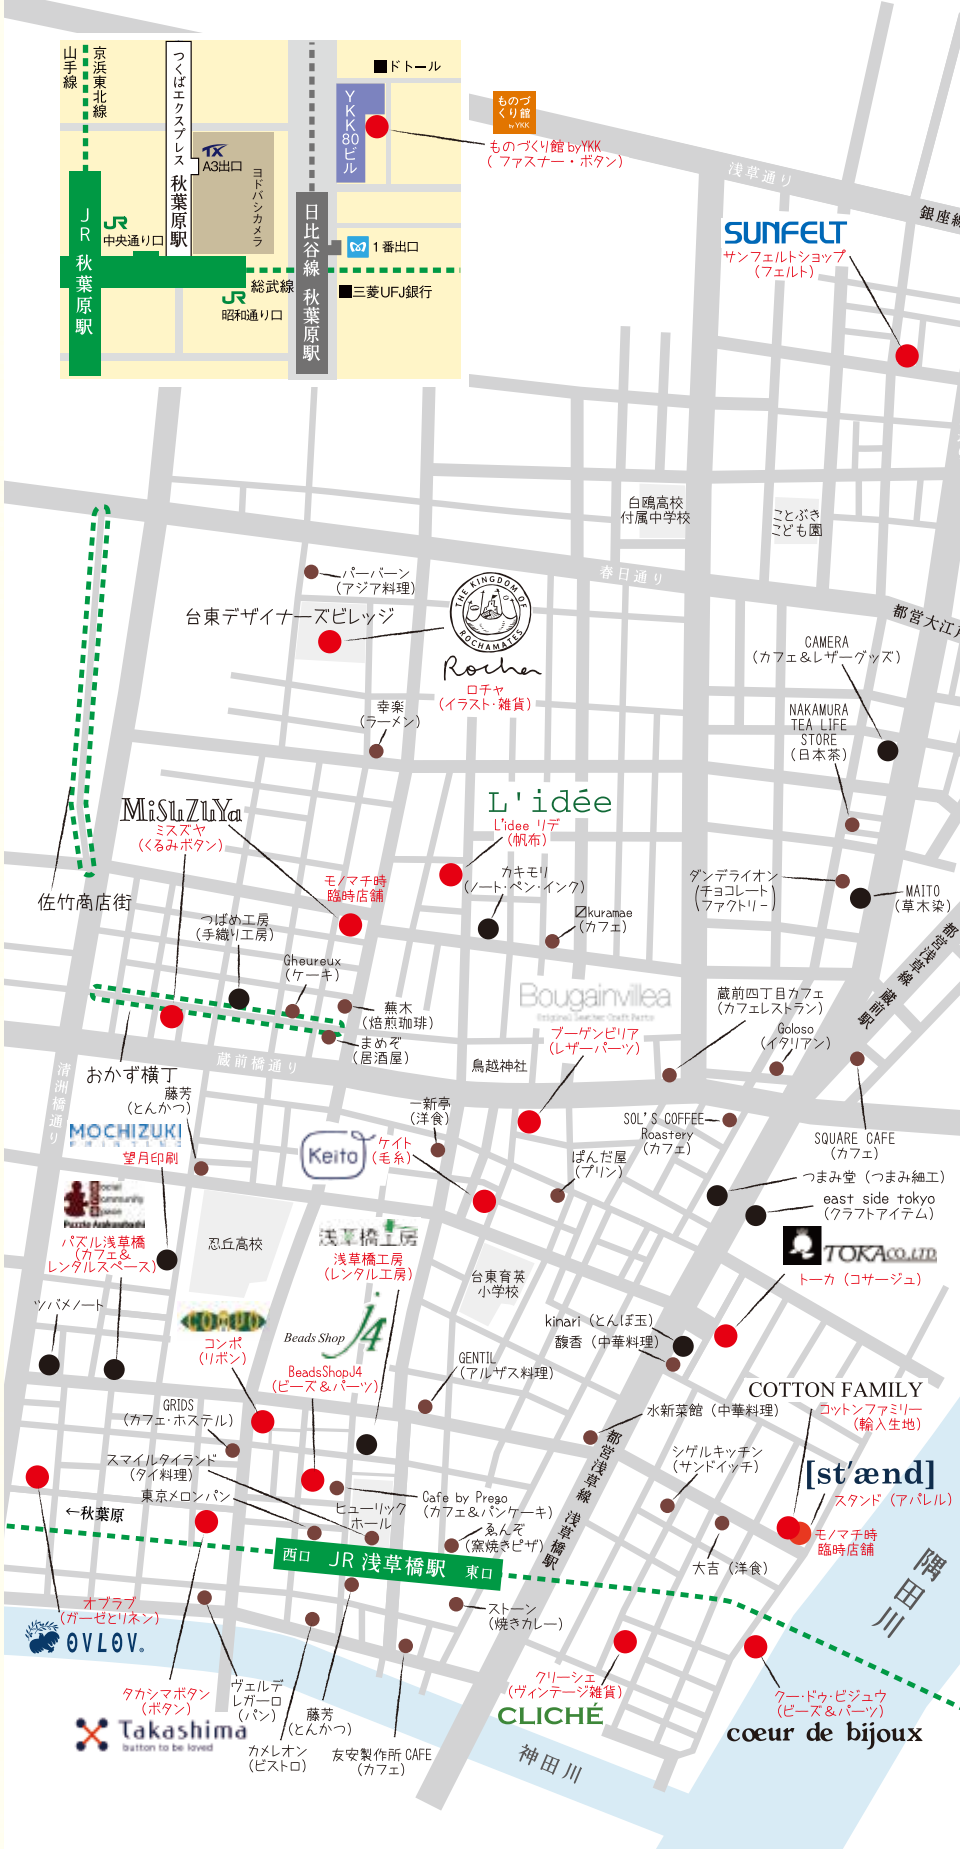 山手線
京浜東北線
つくばエクスプレス 秋葉原駅
TX
A3出口
ヨドバシカメラ
JR 秋葉原駅
JR
中央通り口
総武線
JR
昭和通り口
日比谷線 秋葉原駅
1番出口
■三菱UFJ銀行
■ドトール
YKK80ビル
ものづくり館
by YKK
ものづくり館 by YKK
( ファスナー・ボタン)
浅草通り
銀座線
SUNFELT
サンフェルトショップ
(フェルト)
白鴎高校
付属中学校
ことぶき
こども園
春日通り
都営大江戸
パーバーン
(アジア料理)
台東デザイナーズビレッジ
THE KINGDOM OF
ROCHAMATES
Rocha
ロチャ
(イラスト・雑貨)
CAMERA
(カフェ&レザーグッズ)
幸楽
(ラーメン)
NAKAMURA
TEA LIFE
STORE
(日本茶)
MiSuZuYa
ミスズヤ
(くるみボタン)
L'idée
L'idee リデ
(帆布)
モノマチ時
臨時店舗
カキモリ
(ノート・ペン・インク)
ダンデライオン
(チョコレート
ファクトリー)
MAITO
(草木染)
佐竹商店街
つばめ工房
(手織り工房)
〼kuramae
(カフェ)
Gheureux
(ケーキ)
都営浅草線 蔵前駅
蕪木
(焙煎珈琲)
まめぞ
(居酒屋)
Bougainvillea
Original Leather Craft Parts
ブーゲンビリア
(レザーパーツ)
蔵前四丁目カフェ
(カフェレストラン)
Goloso
(イタリアン)
蔵前橋通り
おかず横丁
清洲橋通り
鳥越神社
藤芳
(とんかつ)
一新亭
(洋食)
SOL'S COFFEE
Roastery
(カフェ)
SQUARE CAFE
(カフェ)
MOCHIZUKI
PRINTING
望月印刷
Keito
ケイト
(毛糸)
ぱんだ屋
(プリン)
つまみ堂 (つまみ細工)
east side tokyo
(クラフトアイテム)
Social
Community
Space
Puzzle Asakusabashi
パズル浅草橋
(カフェ&
レンタルスペース)
忍丘高校
浅草橋工房
浅草橋工房
(レンタル工房)
台東育英
小学校
TOKA CO.LTD
トーカ (コサージュ)
ツバメノート
コンポ
(リボン)
Beads Shop j4
BeadsShopJ4
(ビーズ&パーツ)
kinari (とんぼ玉)
馥香 (中華料理)
GENTIL
(アルザス料理)
COTTON FAMILY
コットンファミリー
(輸入生地)
GRIDS
(カフェ・ホステル)
水新菜館 (中華料理)
スマイルタイランド
(タイ料理)
シゲルキッチン
(サンドイッチ)
[st'ænd]
スタンド (アパレル)
東京メロンパン
←秋葉原
ヒューリック
ホール
Cafe by Prego
(カフェ&パンケーキ)
ゑんぞ
(窯焼きピザ)
都営浅草線 浅草橋駅
モノマチ時
臨時店舗
西口 JR 浅草橋駅 東口
大吉 (洋食)
隅田川
オブラブ
(ガーゼとリネン)
OVLOV
ストーン
(焼きカレー)
タカシマボタン
(ボタン)
Takashima
button to be loved
ヴェルデ
レガーロ
(パン)
藤芳
(とんかつ)
カメレオン
(ビストロ)
友安製作所 CAFE
(カフェ)
クリーシェ
(ヴィンテージ雑貨)
CLICHÉ
クー・ドゥ・ビジュウ
(ビーズ&パーツ)
cœur de bijoux
神田川